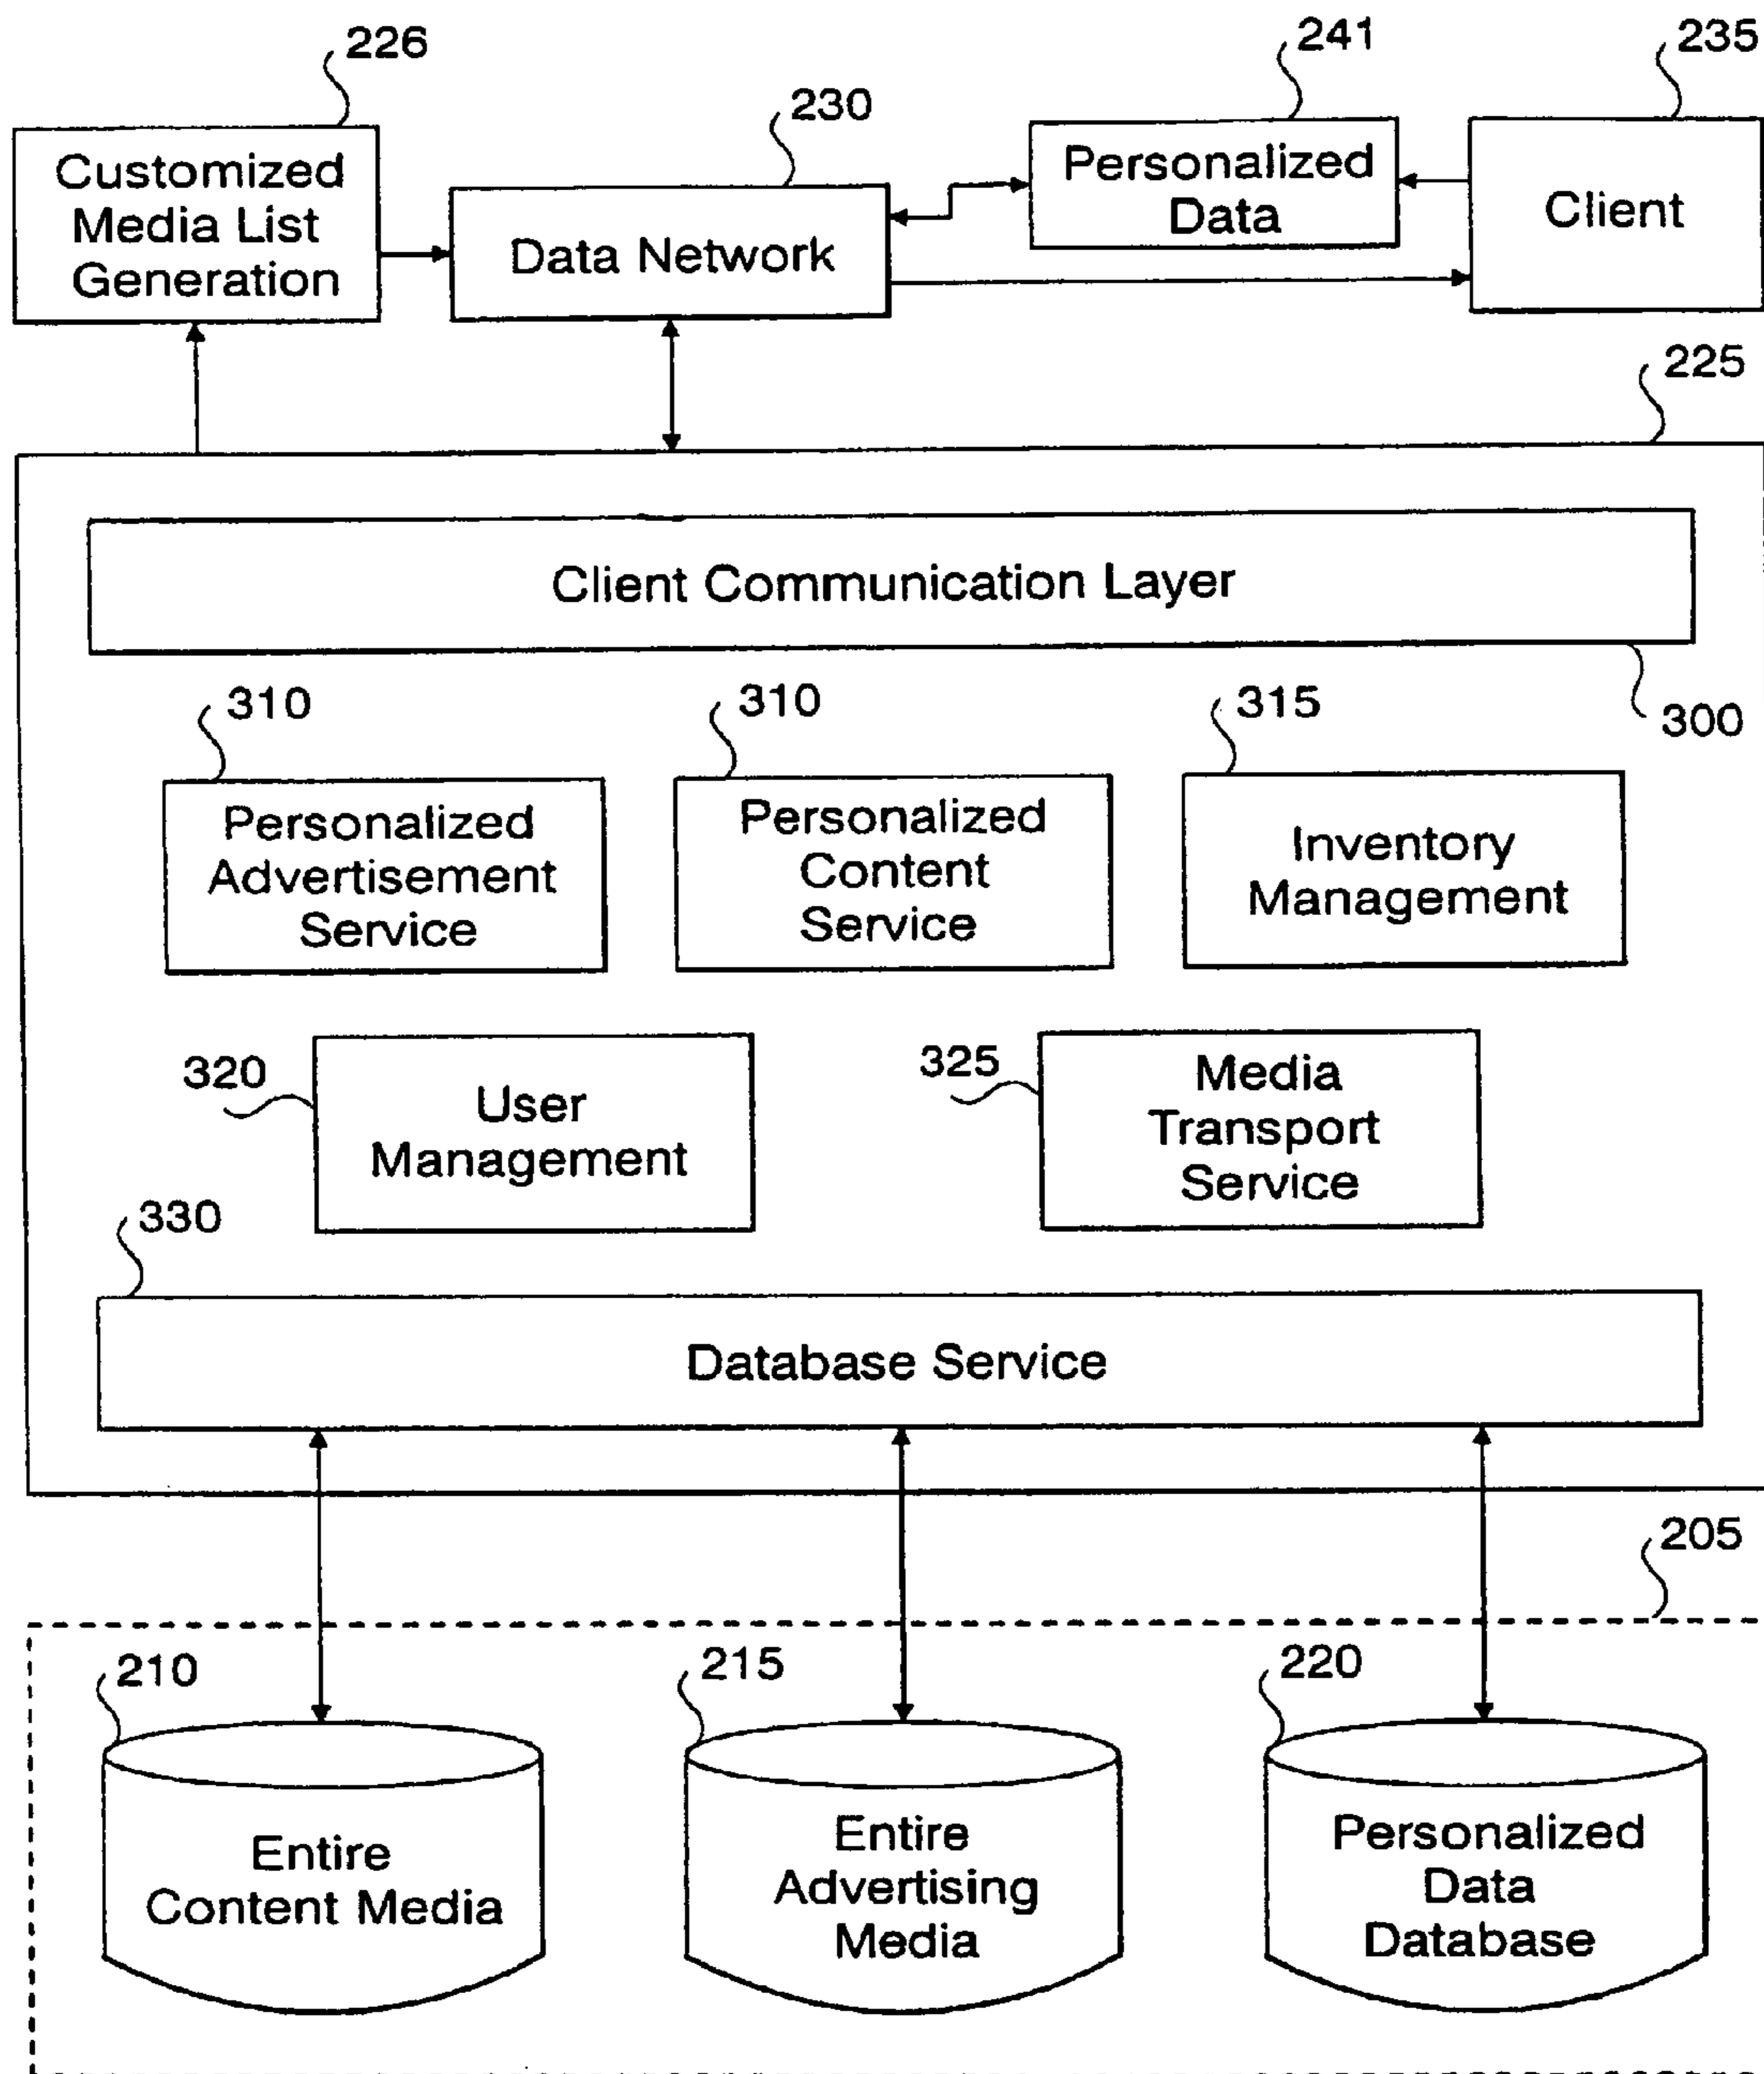 226
241
235
230
Customized
Media List
Generation
Data Network
Personalized
Data
Client
225
Client Communication Layer
300
310
310
315
Personalized
Advertisement
Service
Personalized
Content
Service
Inventory
Management
320
User
Management
325
Media
Transport
Service
330
Database Service
205
210
215
220
Entire
Content Media
Entire
Advertising
Media
Personalized
Data
Database